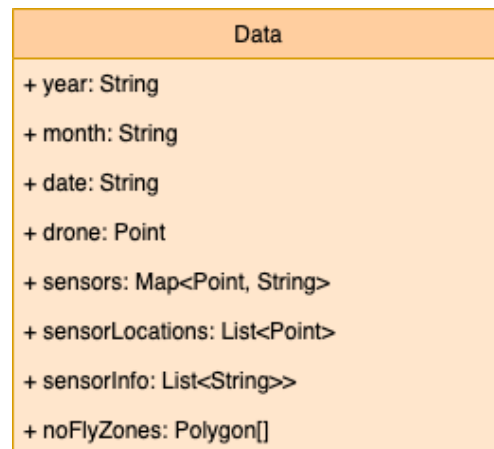 Data
+ year: String
+ month: String
+ date: String
+ drone: Point
+ sensors: Map<Point, String>
+ sensorLocations: List<Point>
+ sensorInfo: List<String>>
+ noFlyZones: Polygon[]